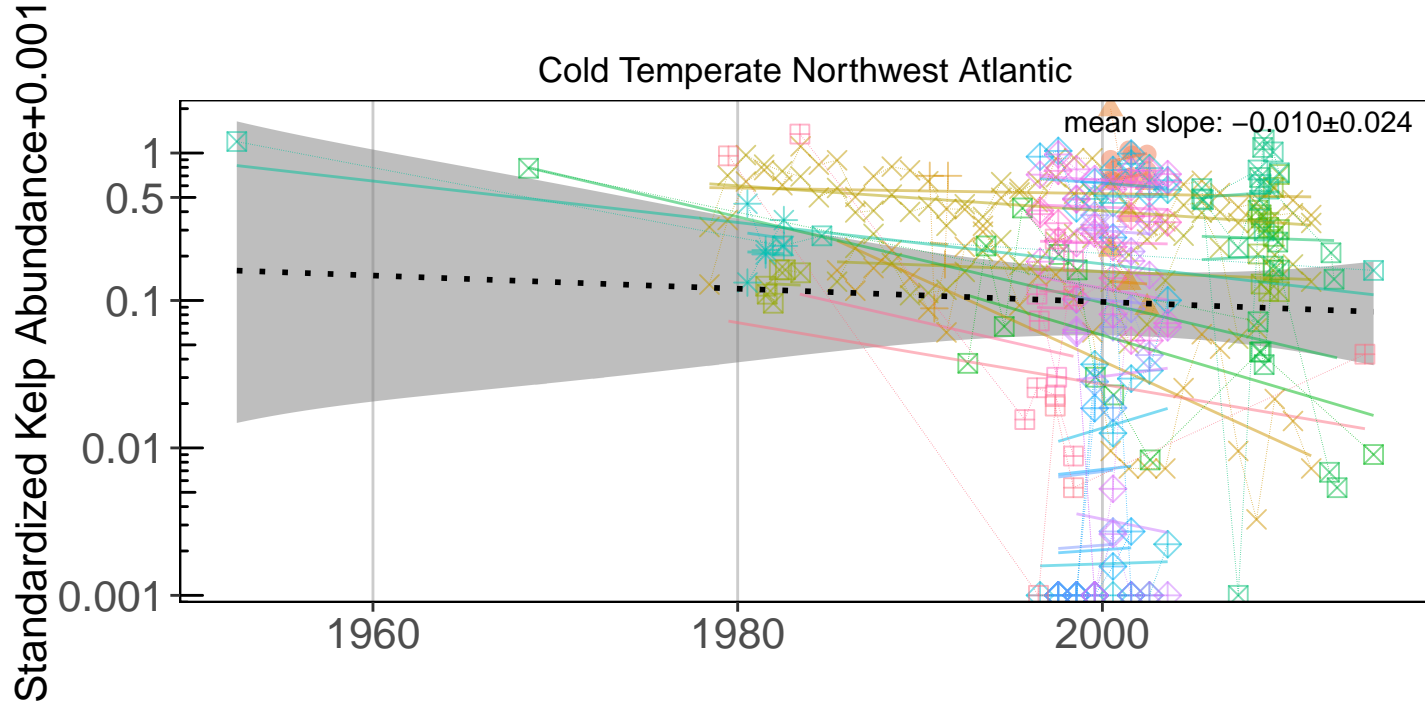 Cold Temperate Northwest Atlantic
mean slope: −0.010±0.024
Standardized Kelp Abundance+0.001
1
0.5
0.1
0.01
0.001
1960
1980
2000